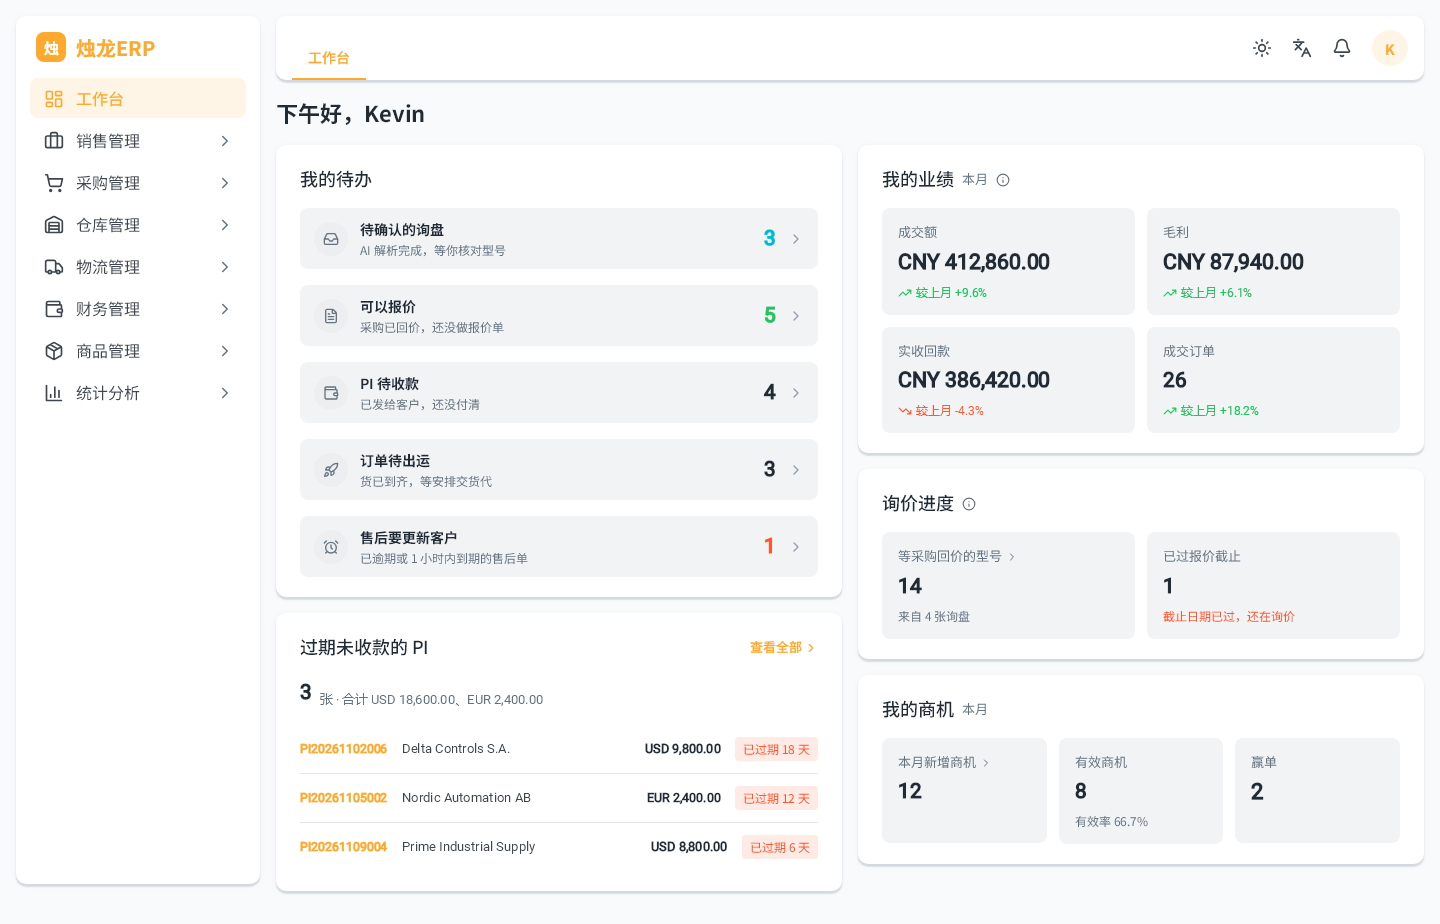 烛 烛龙ERP
工作台
销售管理
采购管理
仓库管理
物流管理
财务管理
商品管理
统计分析
工作台
K
下午好，Kevin
我的待办
待确认的询盘
AI 解析完成，等你核对型号
3
可以报价
采购已回价，还没做报价单
5
PI 待收款
已发给客户，还没付清
4
订单待出运
货已到齐，等安排交货代
3
售后要更新客户
已逾期或 1 小时内到期的售后单
1
过期未收款的 PI
查看全部
3 张 · 合计 USD 18,600.00、EUR 2,400.00
PI20261102006 Delta Controls S.A. USD 9,800.00 已过期 18 天
PI20261105002 Nordic Automation AB EUR 2,400.00 已过期 12 天
PI20261109004 Prime Industrial Supply USD 8,800.00 已过期 6 天
我的业绩 本月
成交额
CNY 412,860.00
较上月 +9.6%
毛利
CNY 87,940.00
较上月 +6.1%
实收回款
CNY 386,420.00
较上月 -4.3%
成交订单
26
较上月 +18.2%
询价进度
等采购回价的型号
14
来自 4 张询盘
已过报价截止
1
截止日期已过，还在询价
我的商机 本月
本月新增商机
12
有效商机
8
有效率 66.7%
赢单
2